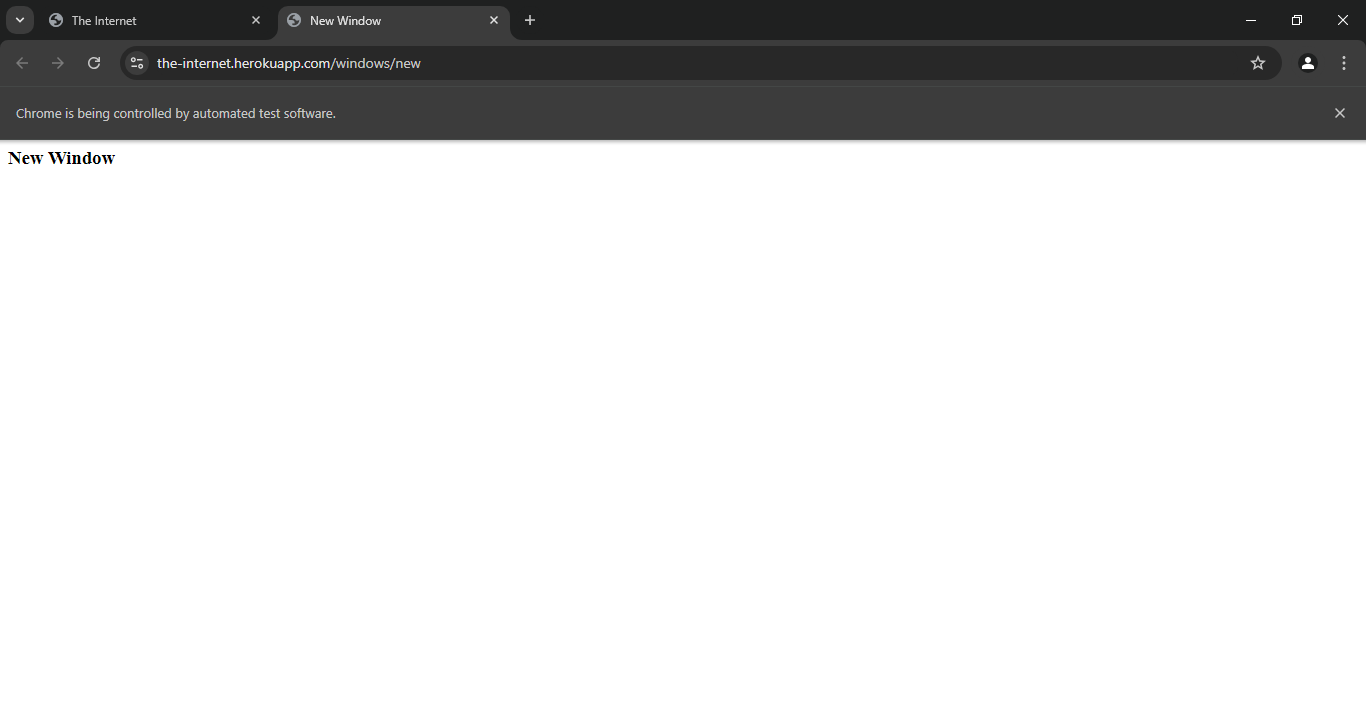 The Internet
New Window
the-internet.herokuapp.com/windows/new
Chrome is being controlled by automated test software.
New Window